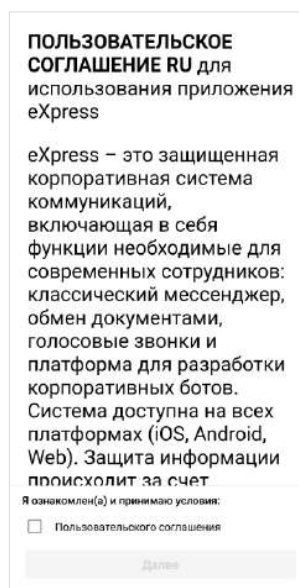 ПОЛЬЗОВАТЕЛЬСКОЕ
СОГЛАШЕНИЕ RU для
использования приложения
eXpress
eXpress – это защищенная
корпоративная система
коммуникаций,
включающая в себя
функции необходимые для
современных сотрудников:
классический мессенджер,
обмен документами,
голосовые звонки и
платформа для разработки
корпоративных ботов.
Система доступна на всех
платформах (iOS, Android,
Web). Защита информации
происходит за счет
Я ознакомлен(а) и принимаю условия:
Пользовательского соглашения
Далее